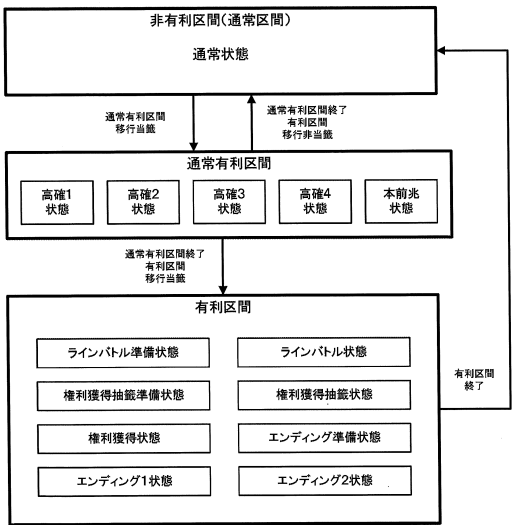 非有利区間(通常区間)
通常状態
通常有利区間
移行当籤
通常有利区間終了
有利区間
移行非当籤
通常有利区間
高確1
状態
高確2
状態
高確3
状態
高確4
状態
本前兆
状態
通常有利区間終了
有利区間
移行当籤
有利区間
ラインバトル準備状態
ラインバトル状態
権利獲得抽籤準備状態
権利獲得抽籤状態
権利獲得状態
エンディング準備状態
エンディング1状態
エンディング2状態
有利区間
終了